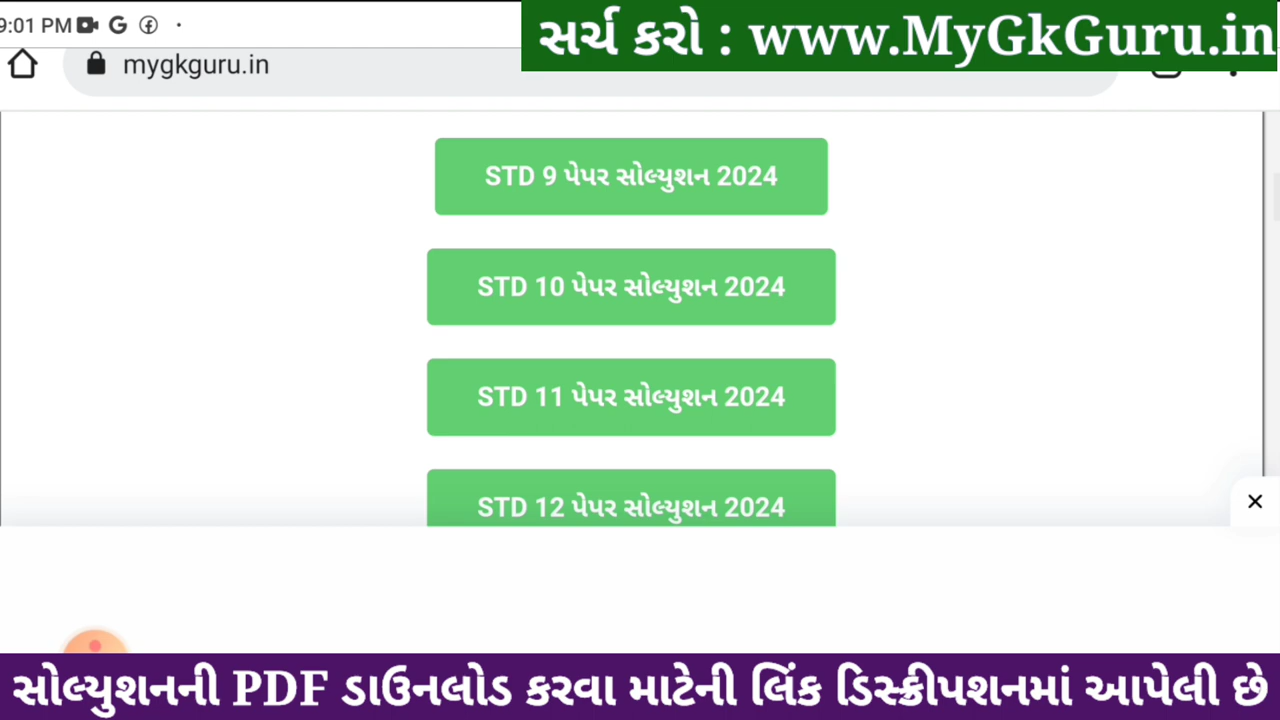 9:01 PM
સર્ચ કરો : www.MyGkGuru.in
mygkguru.in
STD 9 પેપર સોલ્યુશન 2024
STD 10 પેપર સોલ્યુશન 2024
STD 11 પેપર સોલ્યુશન 2024
STD 12 પેપર સોલ્યુશન 2024
સોલ્યુશનની PDF ડાઉનલોડ કરવા માટેની લિંક ડિસ્ક્રીપશનમાં આપેલી છે